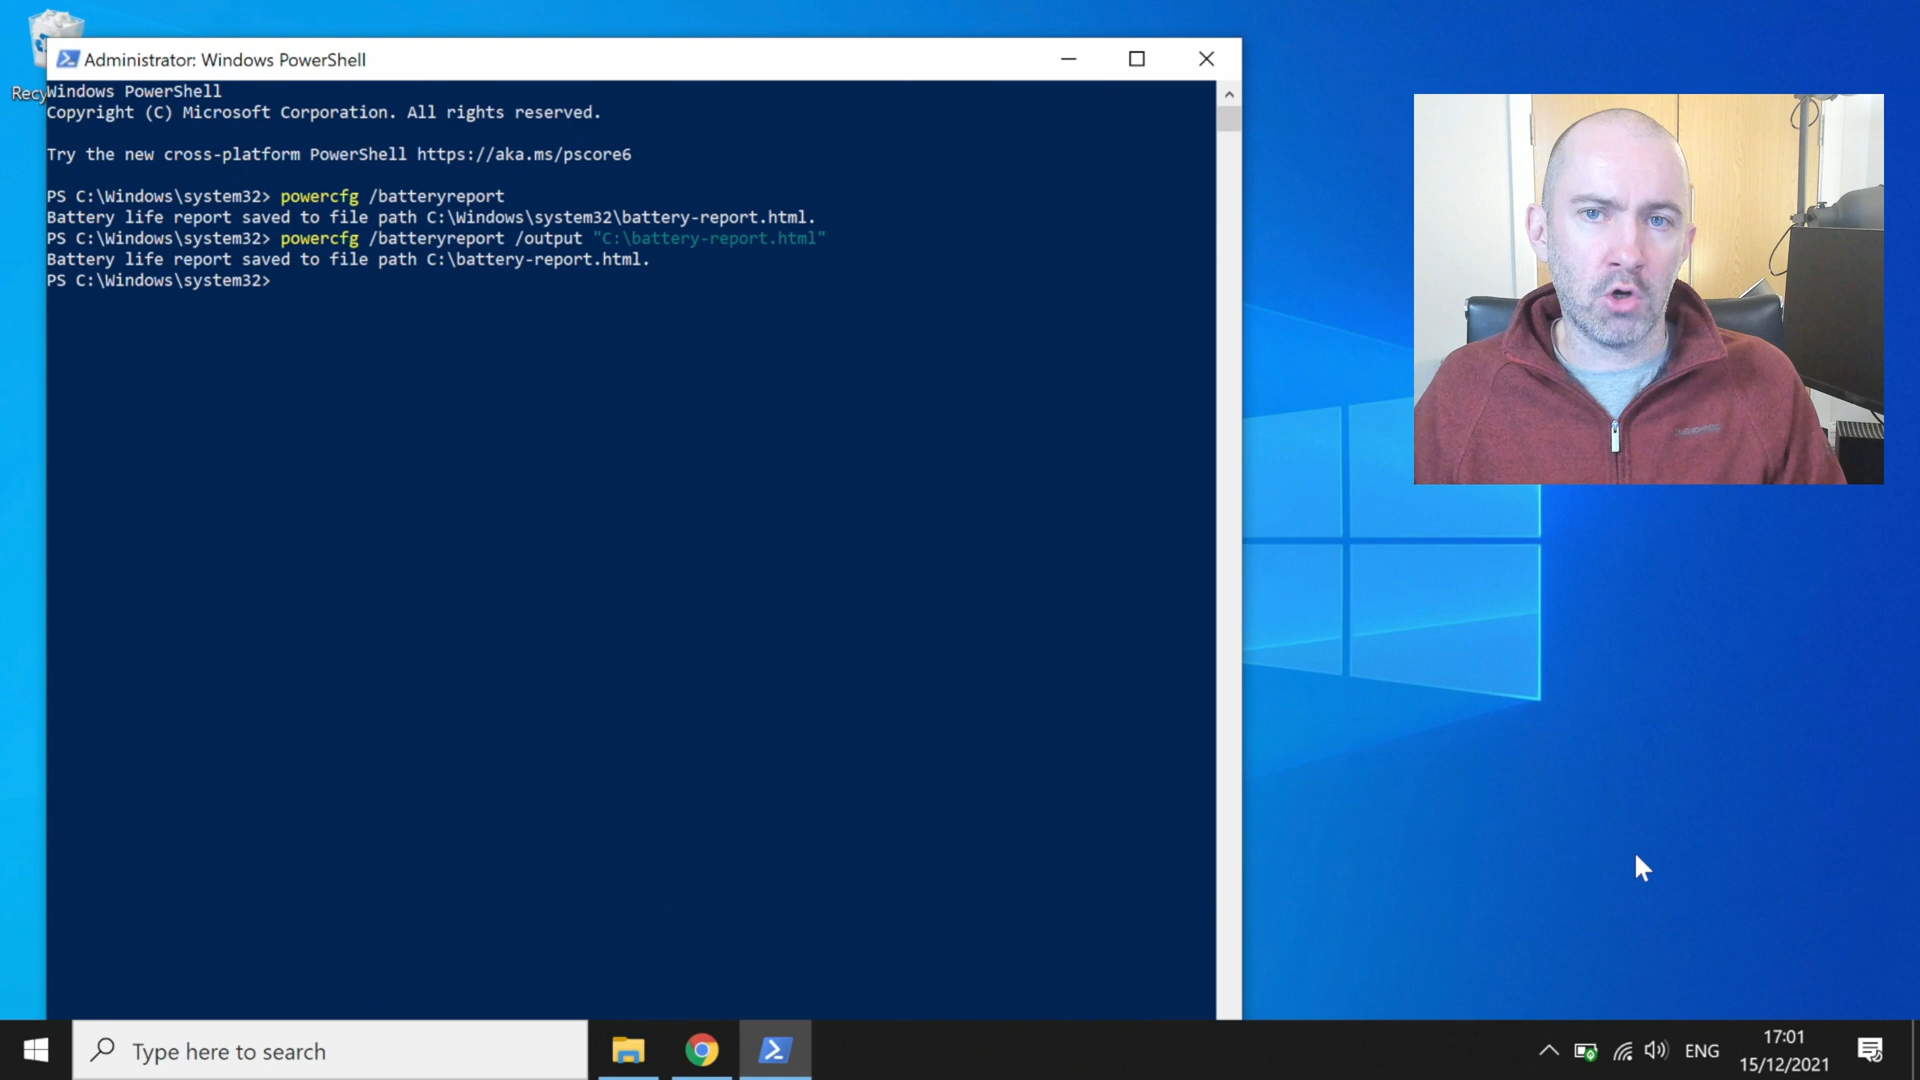 Administrator: Windows PowerShell
Recy
Windows PowerShell
Copyright (C) Microsoft Corporation. All rights reserved.
Try the new cross-platform PowerShell https://aka.ms/pscore6
PS C:\Windows\system32> powercfg /batteryreport
Battery life report saved to file path C:\Windows\system32\battery-report.html.
PS C:\Windows\system32> powercfg /batteryreport /output "C:\battery-report.html"
Battery life report saved to file path C:\battery-report.html.
PS C:\Windows\system32>
Type here to search
ENG
17:01
15/12/2021